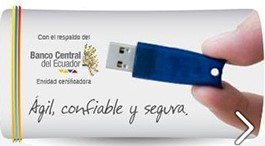 Con el respaldo del
Banco Central
del Ecuador
Entidad certificadora
Ágil, confiable y segura.